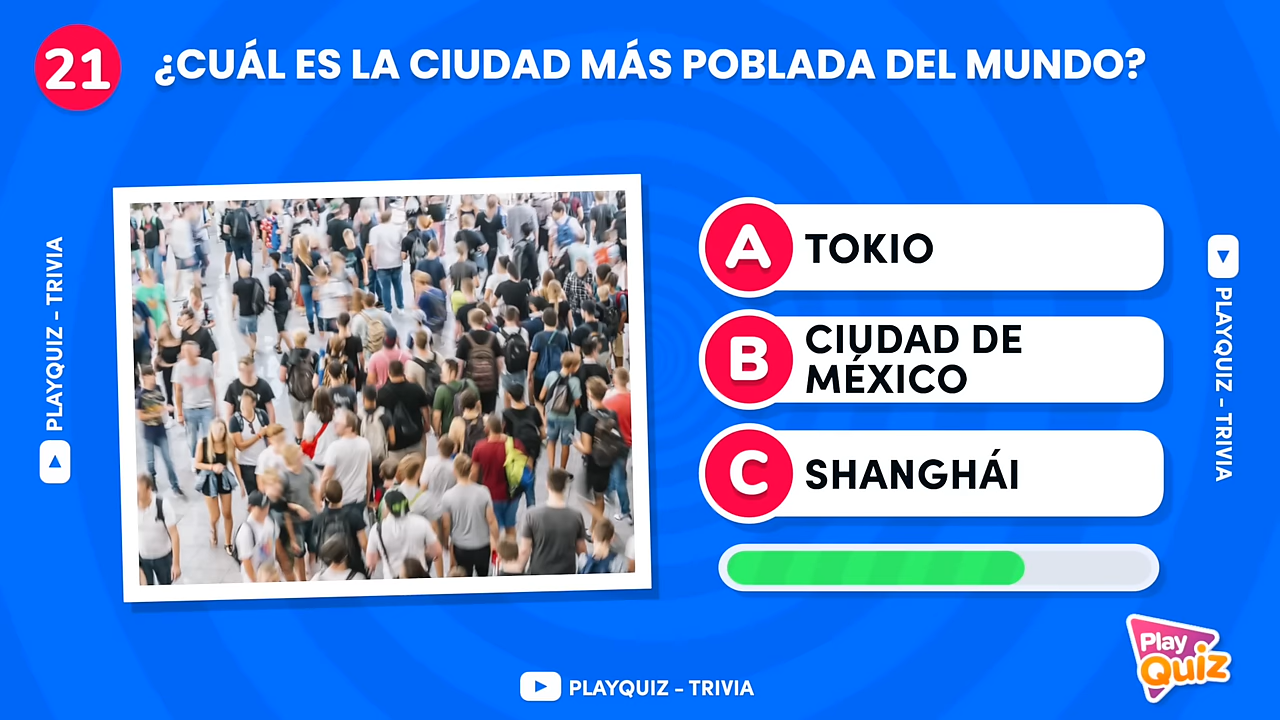 21
¿CUÁL ES LA CIUDAD MÁS POBLADA DEL MUNDO?
PLAYQUIZ - TRIVIA
A
TOKIO
B
CIUDAD DE
MÉXICO
C
SHANGHÁI
PLAYQUIZ - TRIVIA
PLAYQUIZ - TRIVIA
Play
Quiz